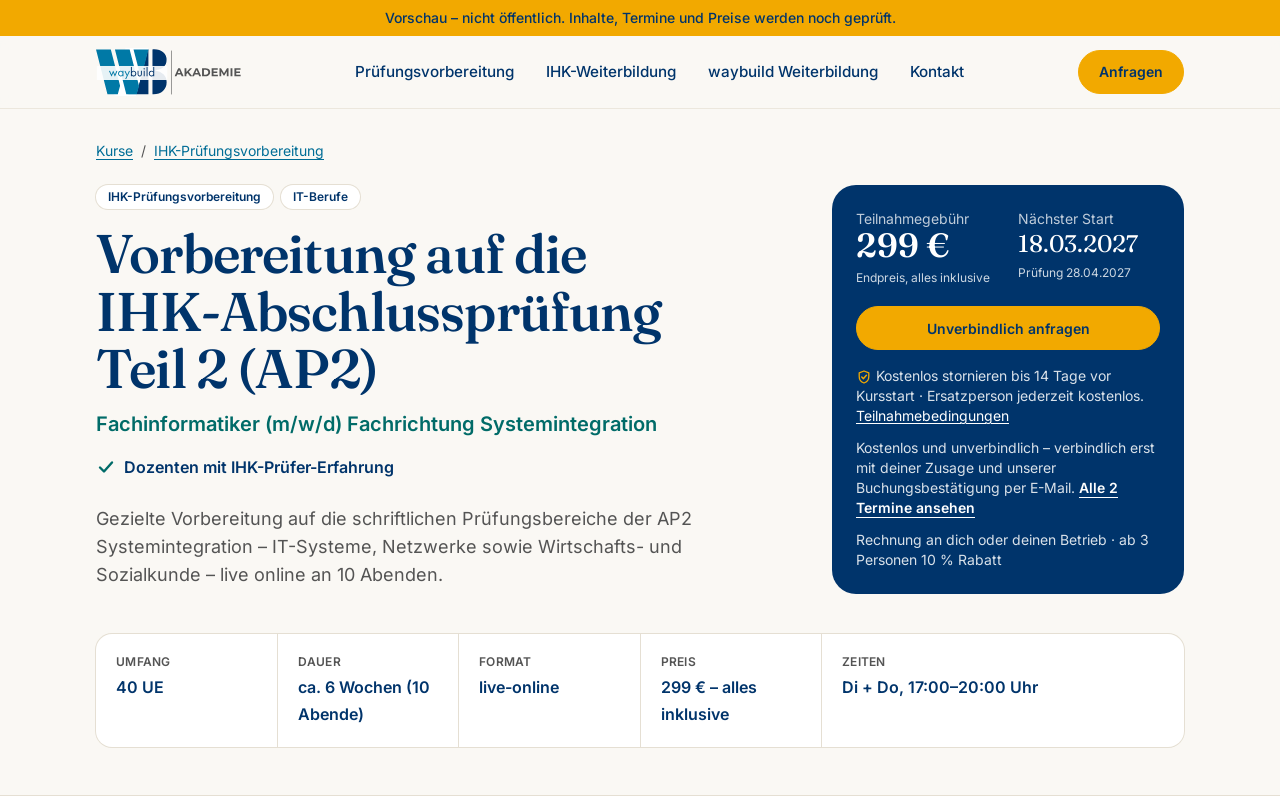 Vorschau – nicht öffentlich. Inhalte, Termine und Preise werden noch geprüft.
waybuild AKADEMIE
Prüfungsvorbereitung IHK-Weiterbildung waybuild Weiterbildung Kontakt
Anfragen
Kurse / IHK-Prüfungsvorbereitung
IHK-Prüfungsvorbereitung IT-Berufe
Vorbereitung auf die
IHK-Abschlussprüfung
Teil 2 (AP2)
Fachinformatiker (m/w/d) Fachrichtung Systemintegration
Dozenten mit IHK-Prüfer-Erfahrung
Gezielte Vorbereitung auf die schriftlichen Prüfungsbereiche der AP2
Systemintegration – IT-Systeme, Netzwerke sowie Wirtschafts- und
Sozialkunde – live online an 10 Abenden.
Teilnahmegebühr
299 €
Endpreis, alles inklusive
Nächster Start
18.03.2027
Prüfung 28.04.2027
Unverbindlich anfragen
Kostenlos stornieren bis 14 Tage vor
Kursstart · Ersatzperson jederzeit kostenlos.
Teilnahmebedingungen
Kostenlos und unverbindlich – verbindlich erst
mit deiner Zusage und unserer
Buchungsbestätigung per E-Mail. Alle 2
Termine ansehen
Rechnung an dich oder deinen Betrieb · ab 3
Personen 10 % Rabatt
UMFANG
40 UE
DAUER
ca. 6 Wochen (10
Abende)
FORMAT
live-online
PREIS
299 € – alles
inklusive
ZEITEN
Di + Do, 17:00–20:00 Uhr